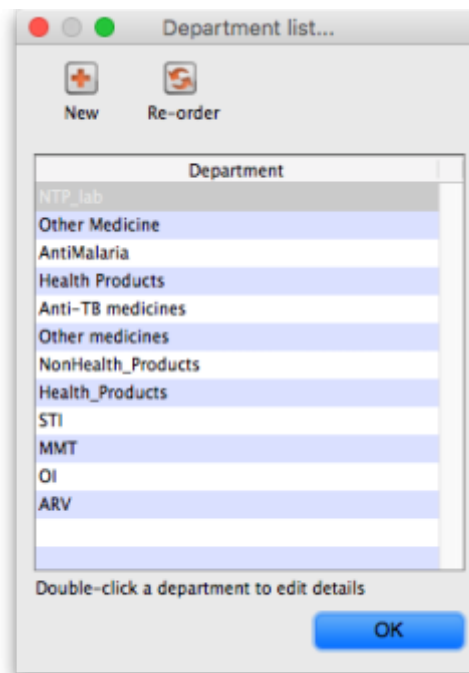 Department list...
New Re-order
Department
NTP_lab
Other Medicine
AntiMalaria
Health Products
Anti-TB medicines
Other medicines
NonHealth_Products
Health_Products
STI
MMT
OI
ARV
Double-click a department to edit details
OK